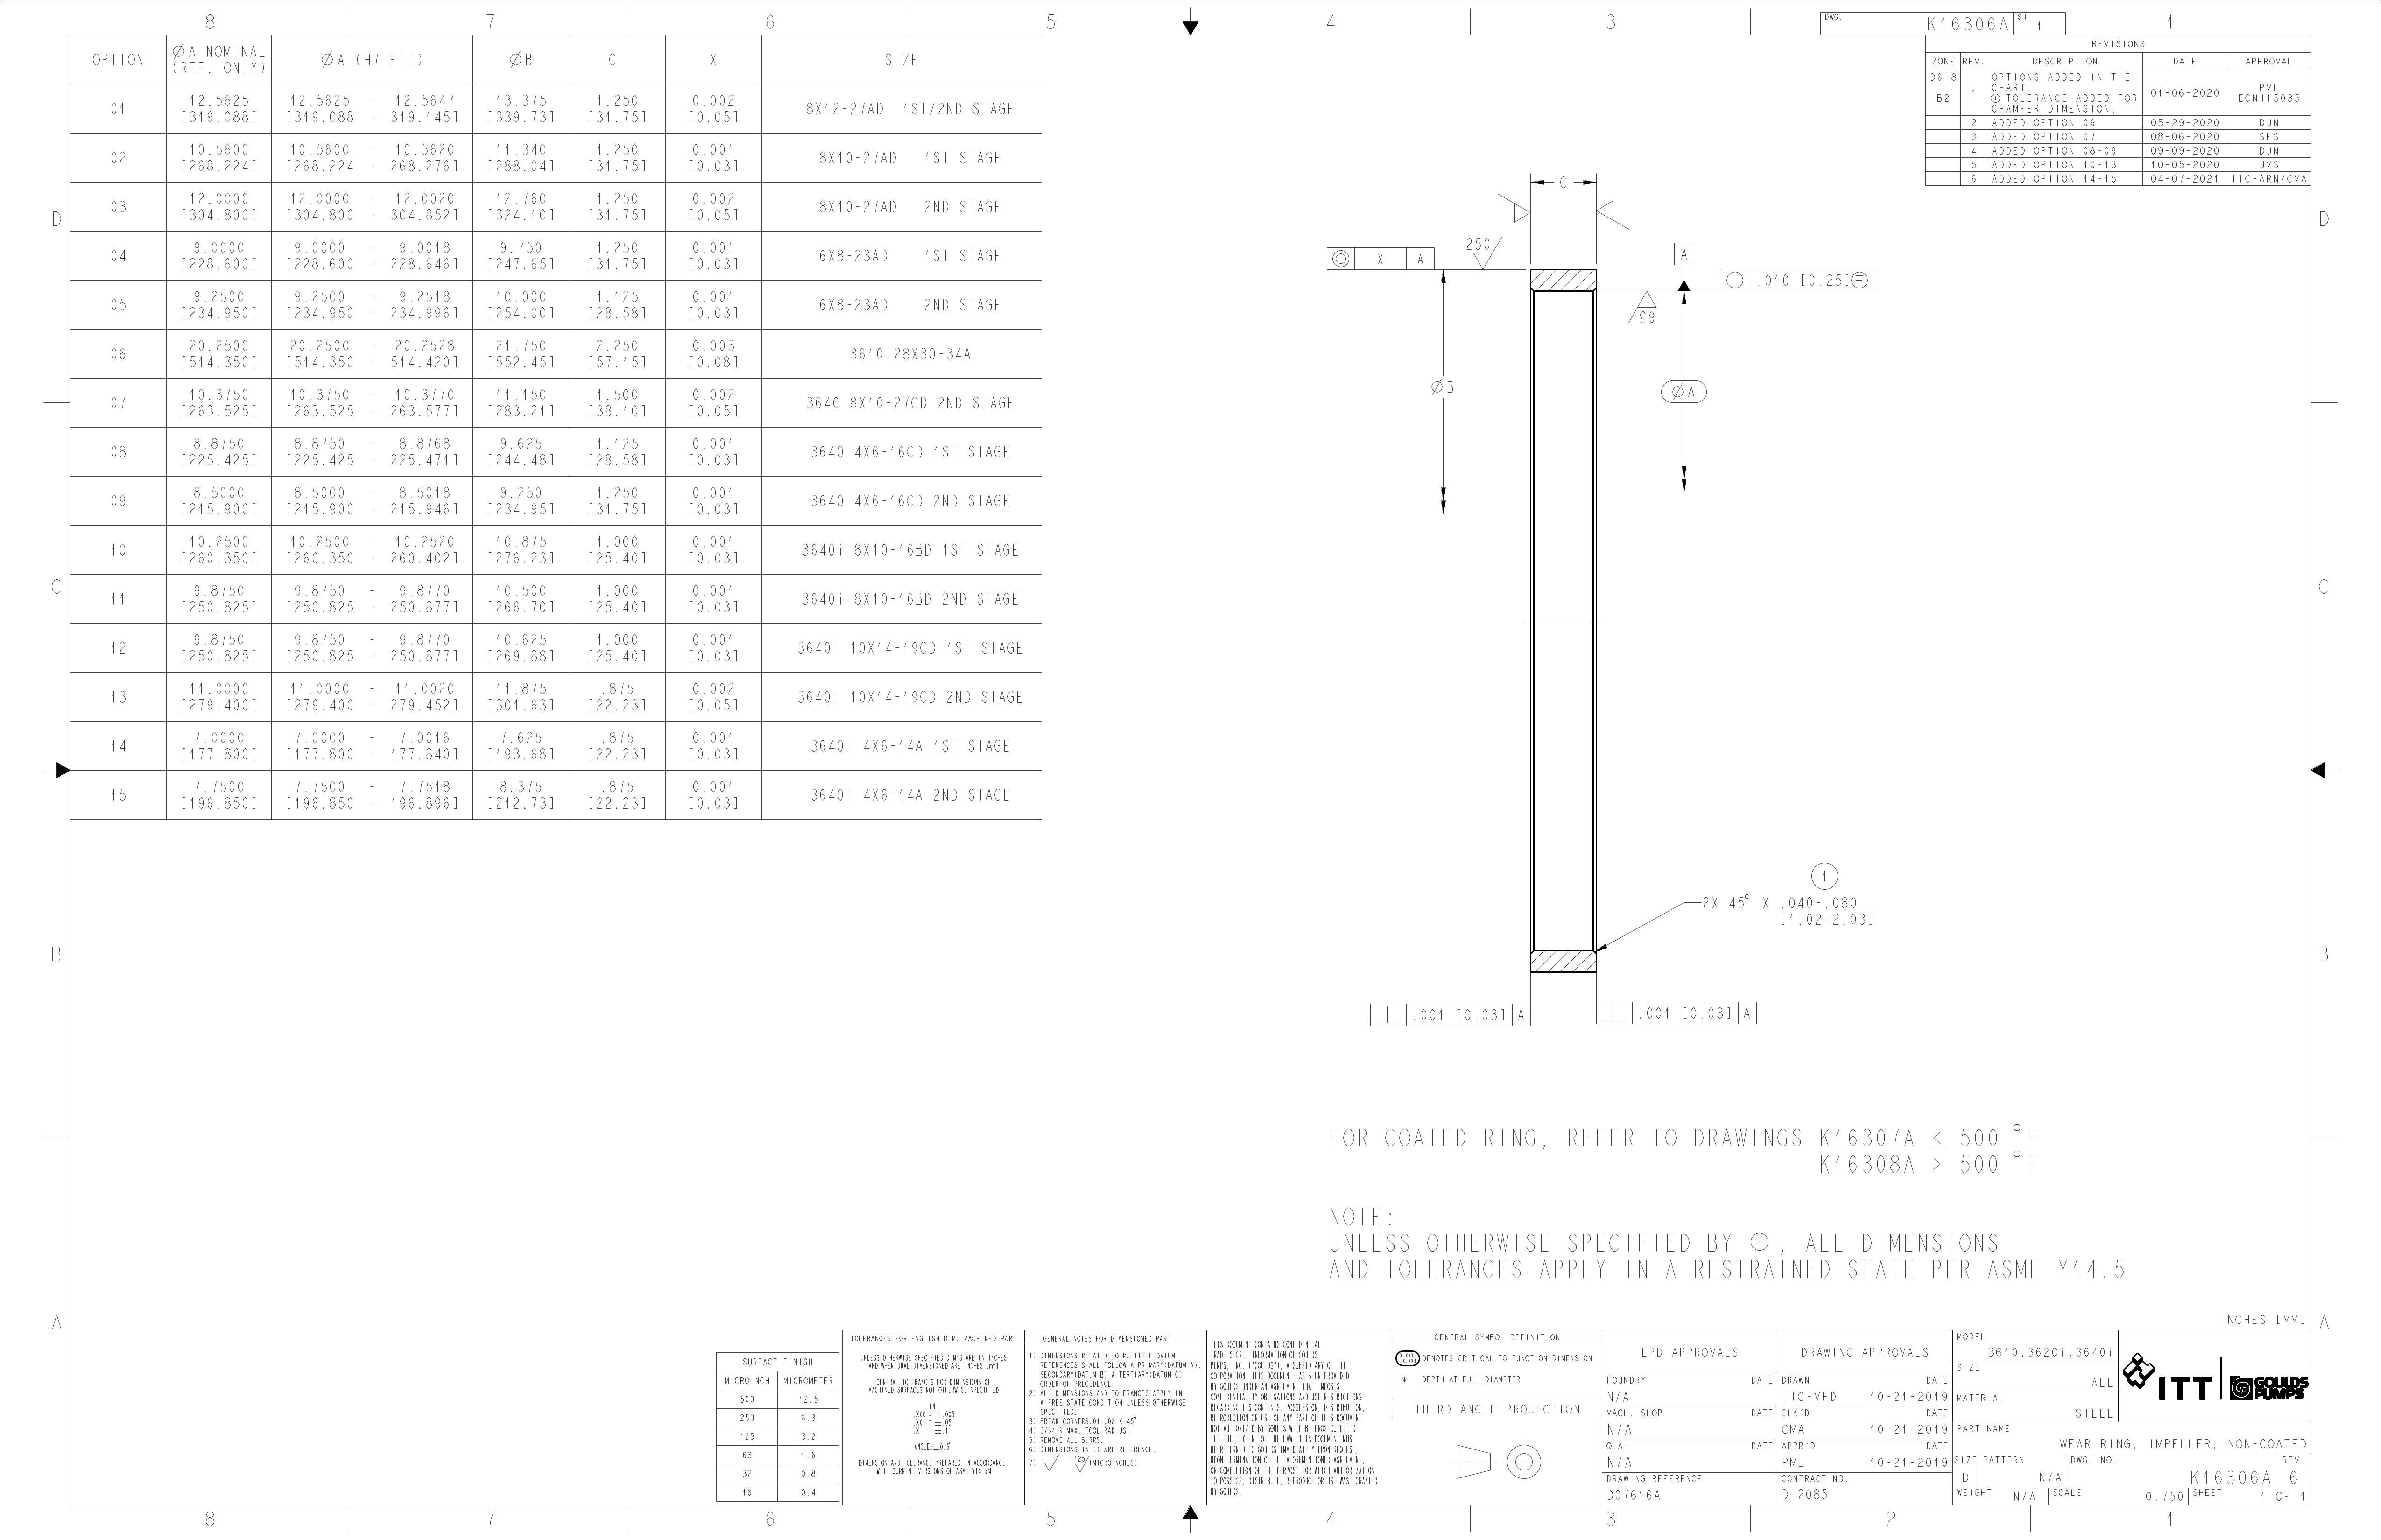 8 7 6 5 4 3 1
DWG. K16306A SH. 1
REVISIONS
ZONE REV. DESCRIPTION DATE APPROVAL
D6-8 B2 1 OPTIONS ADDED IN THE
CHART.
① TOLERANCE ADDED FOR
CHAMFER DIMENSION. 01-06-2020 PML
ECN#15035
2 ADDED OPTION 06 05-29-2020 DJN
3 ADDED OPTION 07 08-06-2020 SES
4 ADDED OPTION 08-09 09-09-2020 DJN
5 ADDED OPTION 10-13 10-05-2020 JMS
6 ADDED OPTION 14-15 04-07-2021 ITC-ARN/CMA
OPTION ØA NOMINAL (REF. ONLY) ØA (H7 FIT) ØB C X SIZE
01 12.5625 12.5625 - 12.5647 13.375 1.250 0.002 8X12-27AD 1ST/2ND STAGE
[319.088] [319.088 - 319.145] [339.73] [31.75] [0.05]
02 10.5600 10.5600 - 10.5620 11.340 1.250 0.001 8X10-27AD 1ST STAGE
[268.224] [268.224 - 268.276] [288.04] [31.75] [0.03]
03 12.0000 12.0000 - 12.0020 12.760 1.250 0.002 8X10-27AD 2ND STAGE
[304.800] [304.800 - 304.852] [324.10] [31.75] [0.05]
04 9.0000 9.0000 - 9.0018 9.750 1.250 0.001 6X8-23AD 1ST STAGE
[228.600] [228.600 - 228.646] [247.65] [31.75] [0.03]
05 9.2500 9.2500 - 9.2518 10.000 1.125 0.001 6X8-23AD 2ND STAGE
[234.950] [234.950 - 234.996] [254.00] [28.58] [0.03]
06 20.2500 20.2500 - 20.2528 21.750 2.250 0.003 3610 28X30-34A
[514.350] [514.350 - 514.420] [552.45] [57.15] [0.08]
07 10.3750 10.3750 - 10.3770 11.150 1.500 0.002 3640 8X10-27CD 2ND STAGE
[263.525] [263.525 - 263.577] [283.21] [38.10] [0.05]
08 8.8750 8.8750 - 8.8768 9.625 1.125 0.001 3640 4X6-16CD 1ST STAGE
[225.425] [225.425 - 225.471] [244.48] [28.58] [0.03]
09 8.5000 8.5000 - 8.5018 9.250 1.250 0.001 3640 4X6-16CD 2ND STAGE
[215.900] [215.900 - 215.946] [234.95] [31.75] [0.03]
10 10.2500 10.2500 - 10.2520 10.875 1.000 0.001 3640i 8X10-16BD 1ST STAGE
[260.350] [260.350 - 260.402] [276.23] [25.40] [0.03]
11 9.8750 9.8750 - 9.8770 10.500 1.000 0.001 3640i 8X10-16BD 2ND STAGE
[250.825] [250.825 - 250.877] [266.70] [25.40] [0.03]
12 9.8750 9.8750 - 9.8770 10.625 1.000 0.001 3640i 10X14-19CD 1ST STAGE
[250.825] [250.825 - 250.877] [269.88] [25.40] [0.03]
13 11.0000 11.0000 - 11.0020 11.875 .875 0.002 3640i 10X14-19CD 2ND STAGE
[279.400] [279.400 - 279.452] [301.63] [22.23] [0.05]
14 7.0000 7.0000 - 7.0016 7.625 .875 0.001 3640i 4X6-14A 1ST STAGE
[177.800] [177.800 - 177.840] [193.68] [22.23] [0.03]
15 7.7500 7.7500 - 7.7518 8.375 .875 0.001 3640i 4X6-14A 2ND STAGE
[196.850] [196.850 - 196.896] [212.73] [22.23] [0.03]
D D
C C
B B
A A
C
◎ X A
250
A
○ .010 [0.25]Ⓕ
63
ØB
ØA
1
2X 45° X .040-.080
[1.02-2.03]
⊥ .001 [0.03] A
⊥ .001 [0.03] A
FOR COATED RING, REFER TO DRAWINGS K16307A ≤ 500 °F
K16308A > 500 °F
NOTE:
UNLESS OTHERWISE SPECIFIED BY Ⓕ, ALL DIMENSIONS
AND TOLERANCES APPLY IN A RESTRAINED STATE PER ASME Y14.5
INCHES [MM]
SURFACE FINISH
MICROINCH MICROMETER
500 12.5
250 6.3
125 3.2
63 1.6
32 0.8
16 0.4
TOLERANCES FOR ENGLISH DIM. MACHINED PART
UNLESS OTHERWISE SPECIFIED DIM'S ARE IN INCHES
AND WHEN DUAL DIMENSIONED ARE INCHES [mm]
GENERAL TOLERANCES FOR DIMENSIONS OF
MACHINED SURFACES NOT OTHERWISE SPECIFIED
IN.
.XXX = ±.005
.XX = ±.05
.X = ±.1
ANGLE:±0.5°
DIMENSION AND TOLERANCE PREPARED IN ACCORDANCE
WITH CURRENT VERSIONS OF ASME Y14.5M
GENERAL NOTES FOR DIMENSIONED PART
1) DIMENSIONS RELATED TO MULTIPLE DATUM
REFERENCES SHALL FOLLOW A PRIMARY(DATUM A),
SECONDARY(DATUM B) & TERTIARY(DATUM C)
ORDER OF PRECEDENCE.
2) ALL DIMENSIONS AND TOLERANCES APPLY IN
A FREE STATE CONDITION UNLESS OTHERWISE
SPECIFIED.
3) BREAK CORNERS.01-.02 X 45°
4) 3/64 R MAX. TOOL RADIUS.
5) REMOVE ALL BURRS.
6) DIMENSIONS IN () ARE REFERENCE.
7) =125 (MICROINCHES)
THIS DOCUMENT CONTAINS CONFIDENTIAL
TRADE SECRET INFORMATION OF GOULDS
PUMPS, INC. ("GOULDS"), A SUBSIDIARY OF ITT
CORPORATION. THIS DOCUMENT HAS BEEN PROVIDED
BY GOULDS UNDER AN AGREEMENT THAT IMPOSES
CONFIDENTIALITY OBLIGATIONS AND USE RESTRICTIONS
REGARDING ITS CONTENTS. POSSESSION, DISTRIBUTION,
REPRODUCTION OR USE OF ANY PART OF THIS DOCUMENT
NOT AUTHORIZED BY GOULDS WILL BE PROSECUTED TO
THE FULL EXTENT OF THE LAW. THIS DOCUMENT MUST
BE RETURNED TO GOULDS IMMEDIATELY UPON REQUEST,
UPON TERMINATION OF THE AFOREMENTIONED AGREEMENT,
OR COMPLETION OF THE PURPOSE FOR WHICH AUTHORIZATION
TO POSSESS, DISTRIBUTE, REPRODUCE OR USE WAS GRANTED
BY GOULDS.
GENERAL SYMBOL DEFINITION
X.XXX [X.XX] DENOTES CRITICAL TO FUNCTION DIMENSION
DEPTH AT FULL DIAMETER
THIRD ANGLE PROJECTION
EPD APPROVALS
FOUNDRY DATE
N/A
MACH. SHOP DATE
N/A
Q.A. DATE
N/A
DRAWING REFERENCE
D07616A
DRAWING APPROVALS
DRAWN DATE
ITC-VHD 10-21-2019
CHK'D DATE
CMA 10-21-2019
APPR'D DATE
PML 10-21-2019
CONTRACT NO.
D-2085
MODEL
3610,3620i,3640i
SIZE
ALL
MATERIAL
STEEL
ITT GOULDS PUMPS
PART NAME
WEAR RING, IMPELLER, NON-COATED
SIZE D PATTERN N/A DWG. NO. K16306A REV. 6
WEIGHT N/A SCALE 0.750 SHEET 1 OF 1
8 7 6 5 4 3 2 1